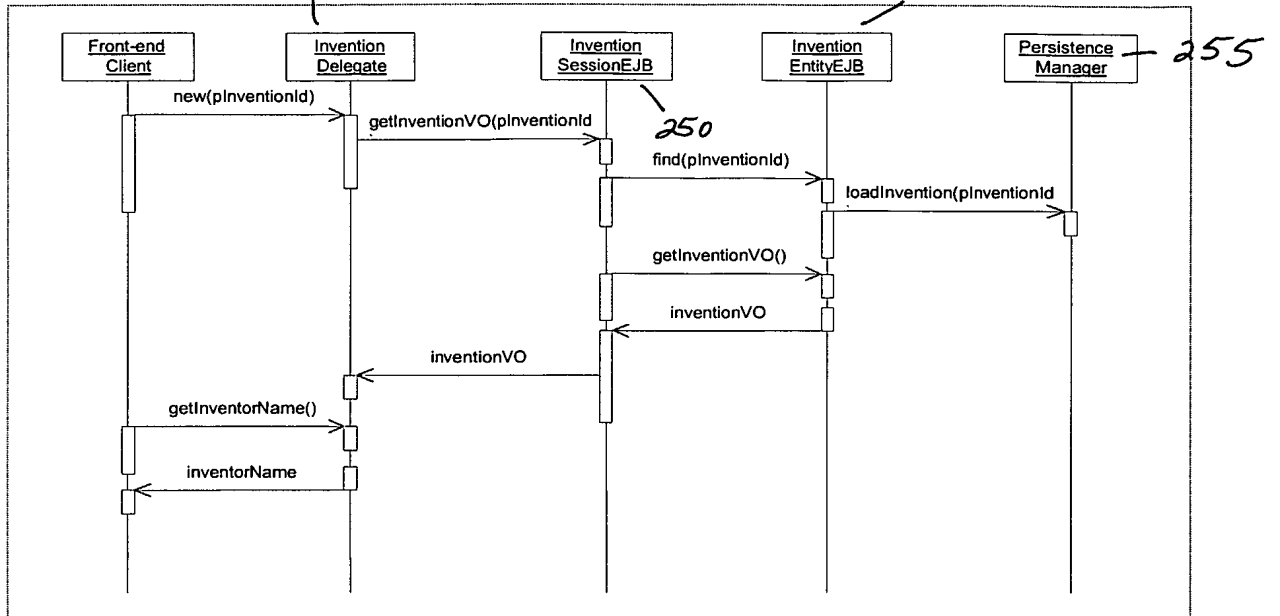 Front-end
Client
Invention
Delegate
Invention
SessionEJB
Invention
EntityEJB
Persistence
Manager
255
250
new(pInventionId)
getInventionVO(pInventionId
find(pInventionId)
loadInvention(pInventionId
getInventionVO()
inventionVO
inventionVO
getInventorName()
inventorName